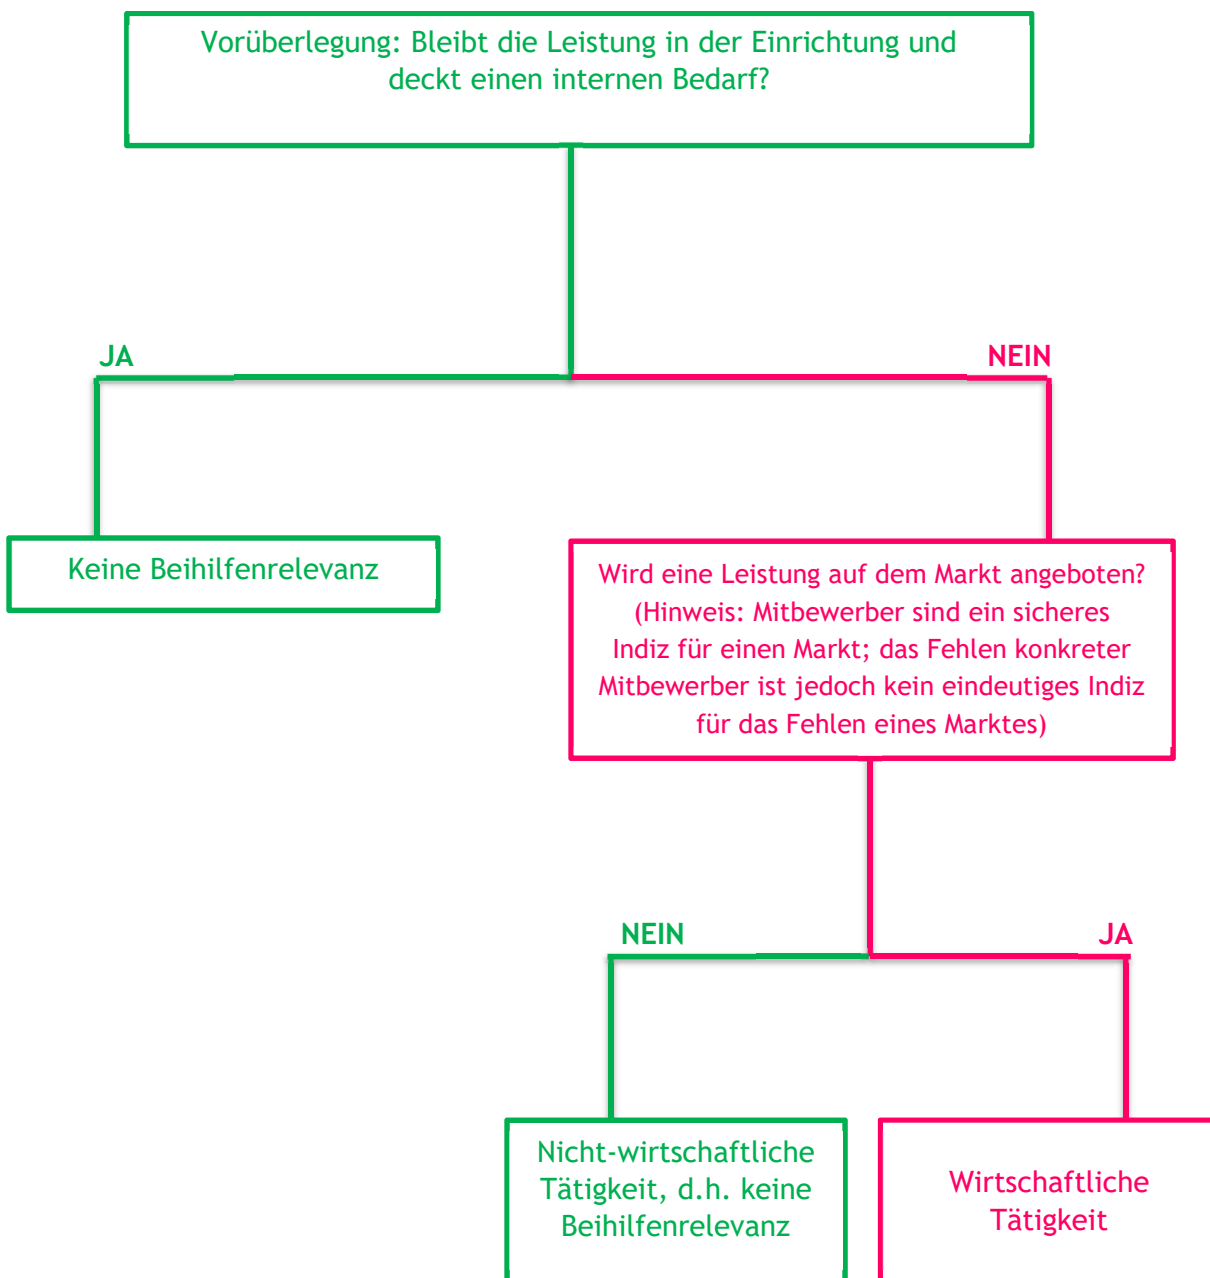 Vorüberlegung: Bleibt die Leistung in der Einrichtung und
deckt einen internen Bedarf?
JA
NEIN
Keine Beihilfenrelevanz
Wird eine Leistung auf dem Markt angeboten?
(Hinweis: Mitbewerber sind ein sicheres
Indiz für einen Markt; das Fehlen konkreter
Mitbewerber ist jedoch kein eindeutiges Indiz
für das Fehlen eines Marktes)
NEIN
JA
Nicht-wirtschaftliche
Tätigkeit, d.h. keine
Beihilfenrelevanz
Wirtschaftliche
Tätigkeit